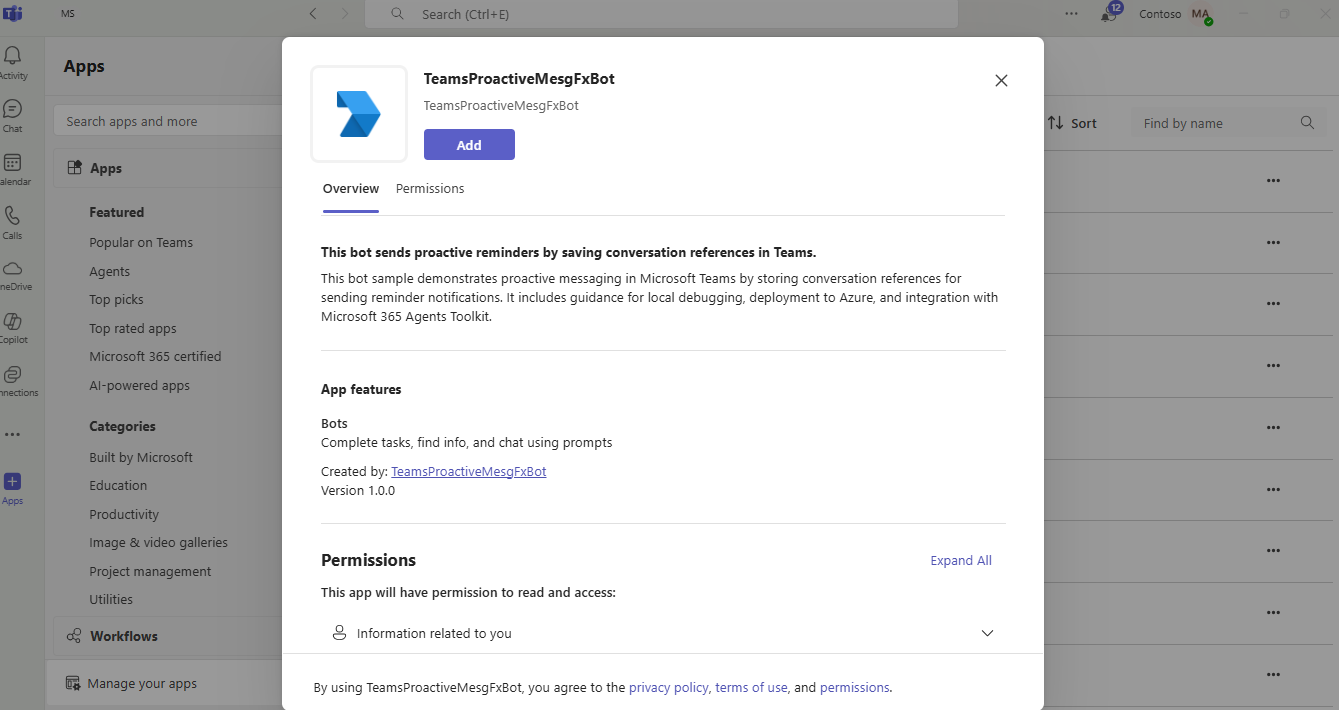 MS
Search (Ctrl+E)
12
Contoso
MA
Activity
Chat
alendar
Calls
neDrive
Copilot
nnections
Apps
Apps
Search apps and more
Apps
Featured
Popular on Teams
Agents
Top picks
Top rated apps
Microsoft 365 certified
AI-powered apps
Categories
Built by Microsoft
Education
Productivity
Image & video galleries
Project management
Utilities
Workflows
Manage your apps
Sort
Find by name
TeamsProactiveMesgFxBot
TeamsProactiveMesgFxBot
Add
Overview Permissions
This bot sends proactive reminders by saving conversation references in Teams.
This bot sample demonstrates proactive messaging in Microsoft Teams by storing conversation references for
sending reminder notifications. It includes guidance for local debugging, deployment to Azure, and integration with
Microsoft 365 Agents Toolkit.
App features
Bots
Complete tasks, find info, and chat using prompts
Created by: TeamsProactiveMesgFxBot
Version 1.0.0
Permissions
Expand All
This app will have permission to read and access:
Information related to you
By using TeamsProactiveMesgFxBot, you agree to the privacy policy, terms of use, and permissions.